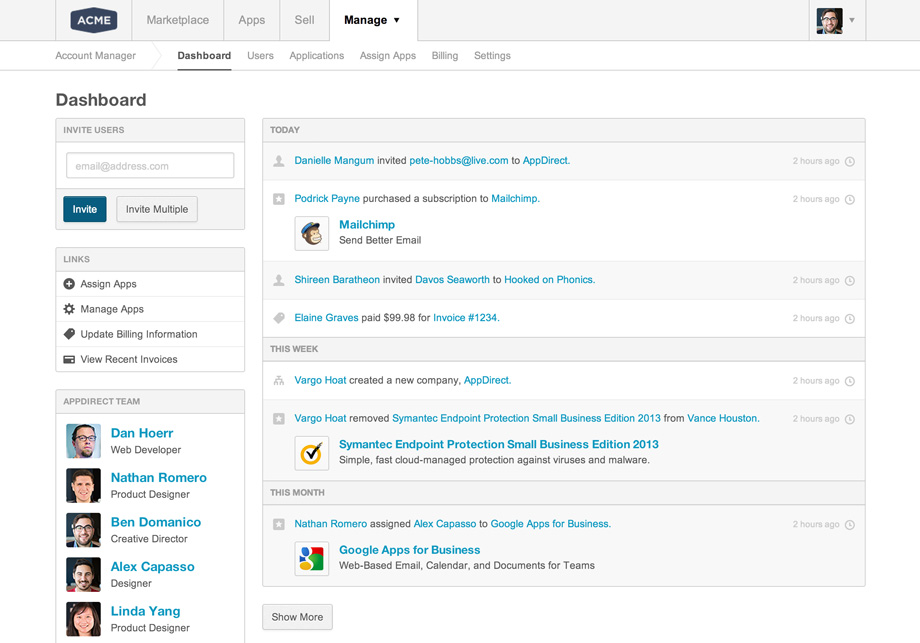 ACME
Marketplace
Apps
Sell
Manage ▼
Account Manager
Dashboard
Users
Applications
Assign Apps
Billing
Settings
Dashboard
INVITE USERS
email@address.com
Invite
Invite Multiple
LINKS
Assign Apps
Manage Apps
Update Billing Information
View Recent Invoices
APPDIRECT TEAM
Dan Hoerr
Web Developer
Nathan Romero
Product Designer
Ben Domanico
Creative Director
Alex Capasso
Designer
Linda Yang
Product Designer
TODAY
Danielle Mangum invited pete-hobbs@live.com to AppDirect. 2 hours ago
Podrick Payne purchased a subscription to Mailchimp. 2 hours ago
Mailchimp
Send Better Email
Shireen Baratheon invited Davos Seaworth to Hooked on Phonics. 2 hours ago
Elaine Graves paid $99.98 for Invoice #1234. 2 hours ago
THIS WEEK
Vargo Hoat created a new company, AppDirect. 2 hours ago
Vargo Hoat removed Symantec Endpoint Protection Small Business Edition 2013 from Vance Houston. 2 hours ago
Symantec Endpoint Protection Small Business Edition 2013
Simple, fast cloud-managed protection against viruses and malware.
THIS MONTH
Nathan Romero assigned Alex Capasso to Google Apps for Business. 2 hours ago
Google Apps for Business
Web-Based Email, Calendar, and Documents for Teams
Show More